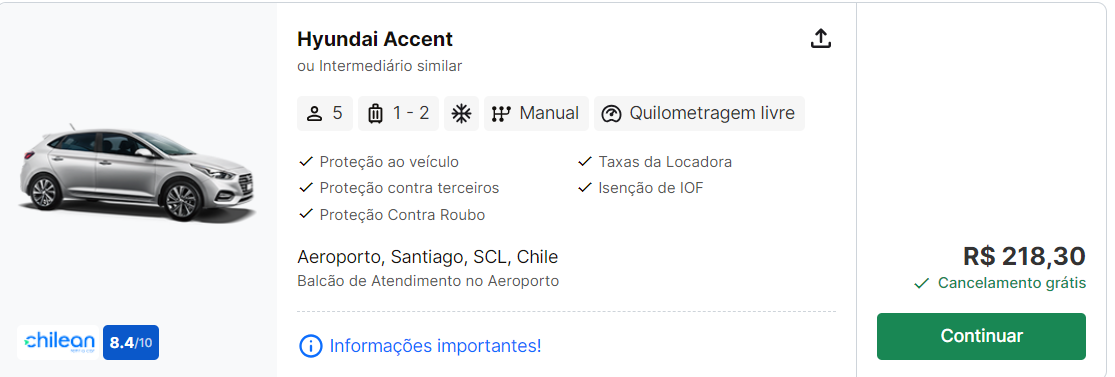 Hyundai Accent
ou Intermediário similar
5
1 - 2
Manual
Quilometragem livre
Proteção ao veículo
Taxas da Locadora
Proteção contra terceiros
Isenção de IOF
Proteção Contra Roubo
Aeroporto, Santiago, SCL, Chile
Balcão de Atendimento no Aeroporto
R$ 218,30
Cancelamento grátis
chilean
rent a car
8.4/10
Informações importantes!
Continuar